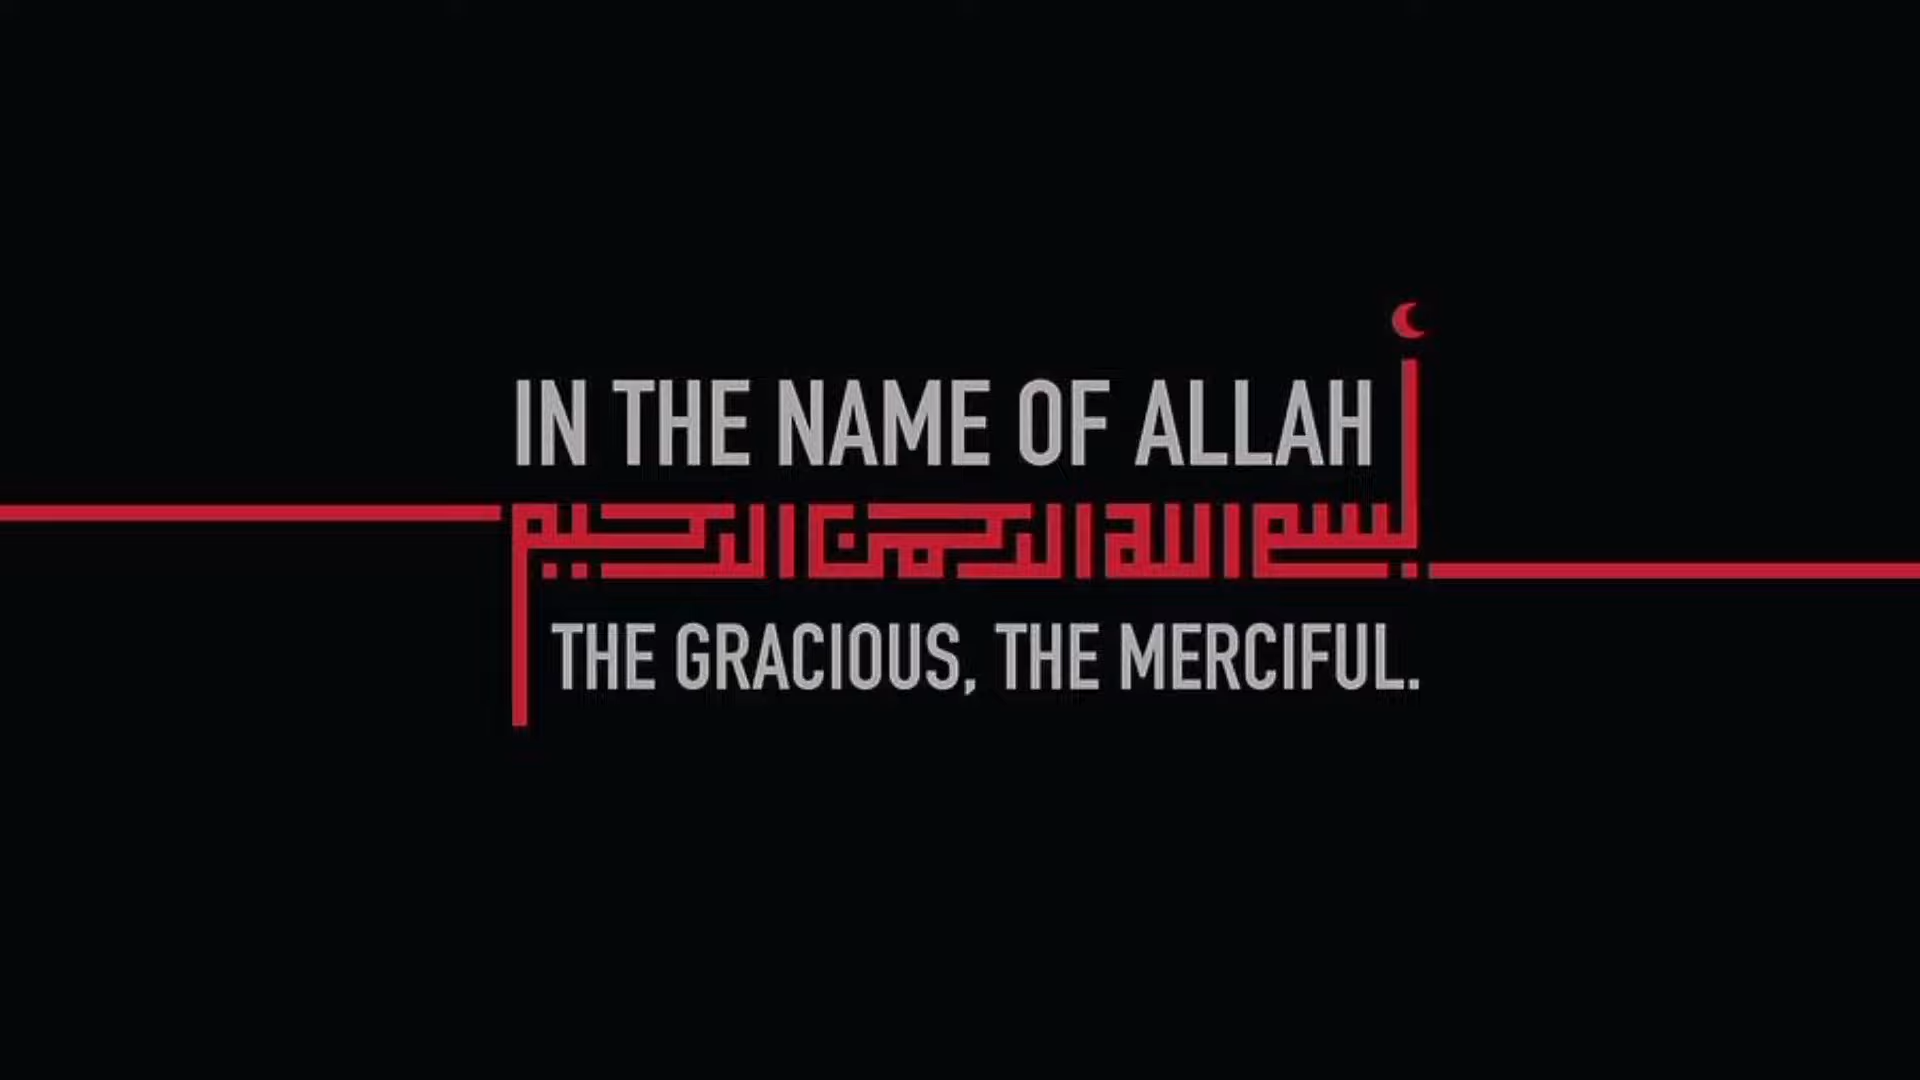 IN THE NAME OF ALLAH
بسم الله الرحمن الرحيم
THE GRACIOUS, THE MERCIFUL.